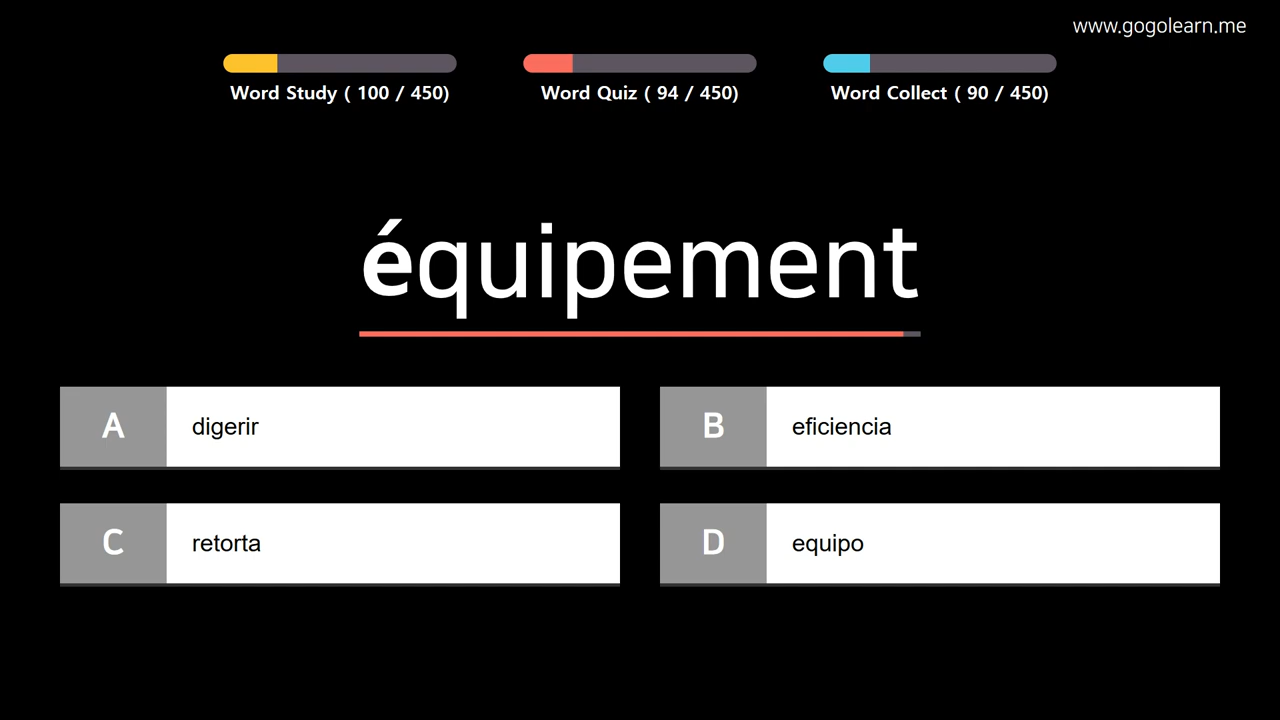 www.gogolearn.me
Word Study ( 100 / 450)
Word Quiz ( 94 / 450)
Word Collect ( 90 / 450)
équipement
A digerir
B eficiencia
C retorta
D equipo